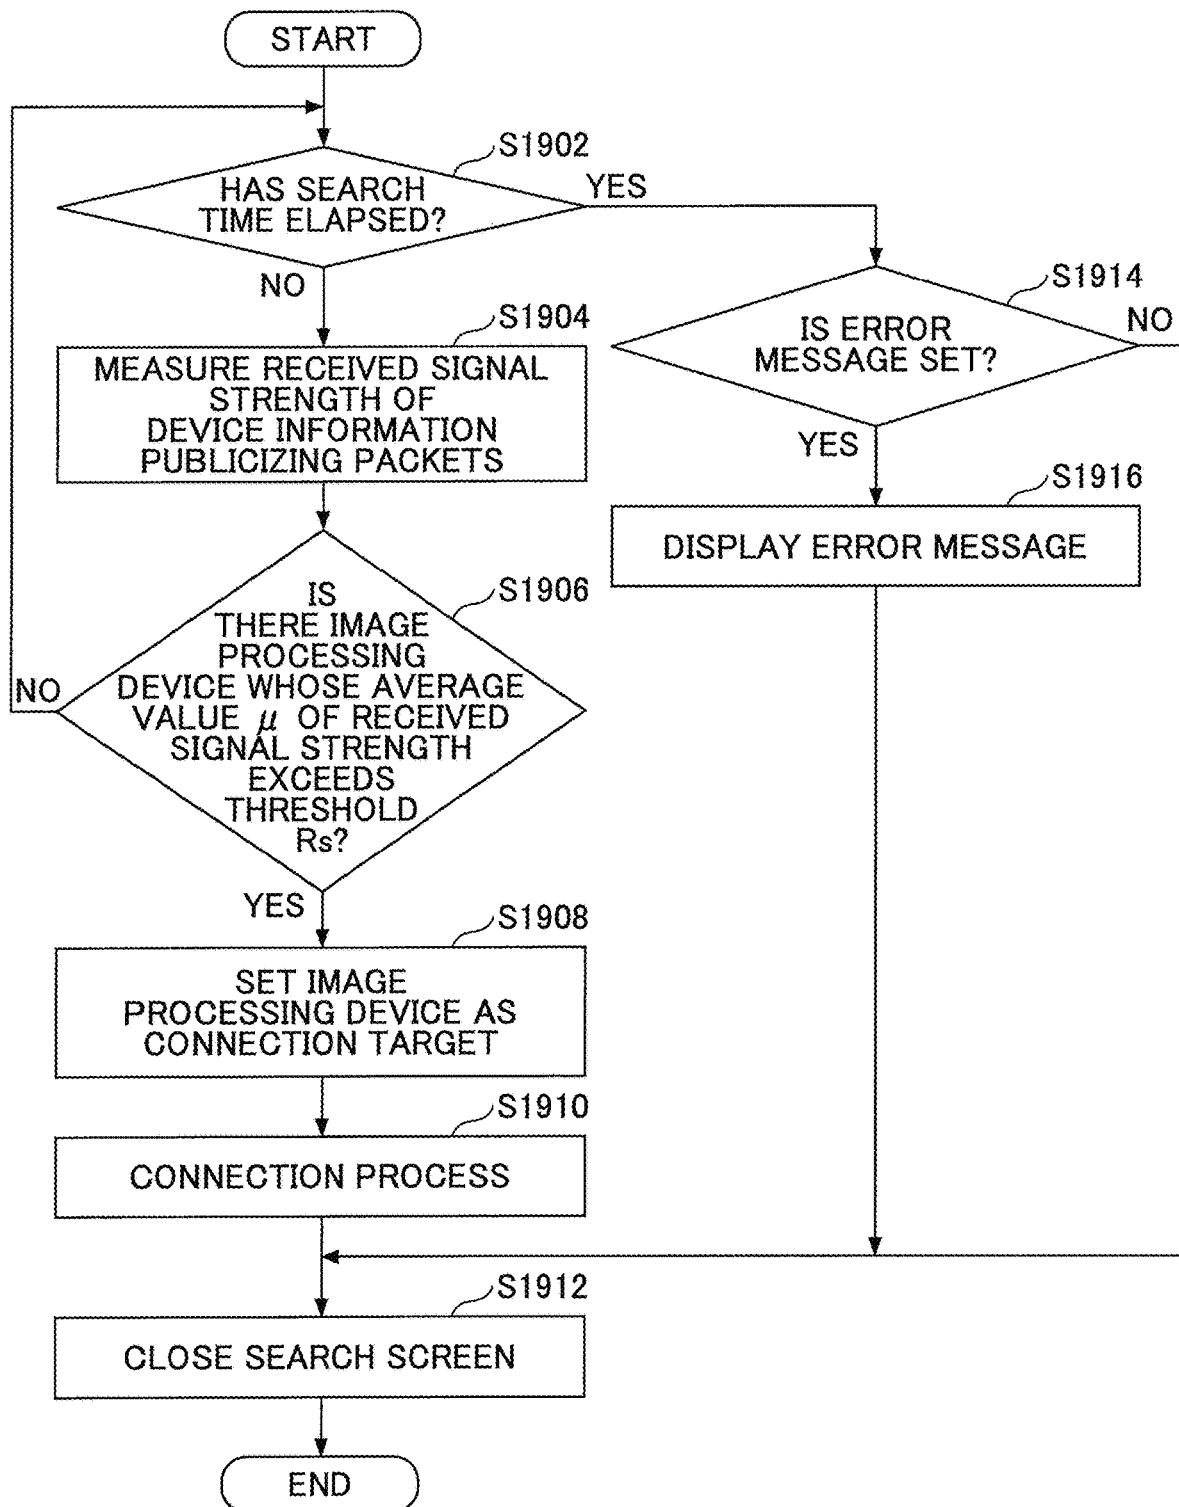 START
S1902
HAS SEARCH
TIME ELAPSED?
YES
NO
S1914
IS ERROR
MESSAGE SET?
NO
YES
S1904
MEASURE RECEIVED SIGNAL
STRENGTH OF
DEVICE INFORMATION
PUBLICIZING PACKETS
S1916
DISPLAY ERROR MESSAGE
S1906
IS
THERE IMAGE
PROCESSING
DEVICE WHOSE AVERAGE
VALUE μ OF RECEIVED
SIGNAL STRENGTH
EXCEEDS
THRESHOLD
Rs?
NO
YES
S1908
SET IMAGE
PROCESSING DEVICE AS
CONNECTION TARGET
S1910
CONNECTION PROCESS
S1912
CLOSE SEARCH SCREEN
END